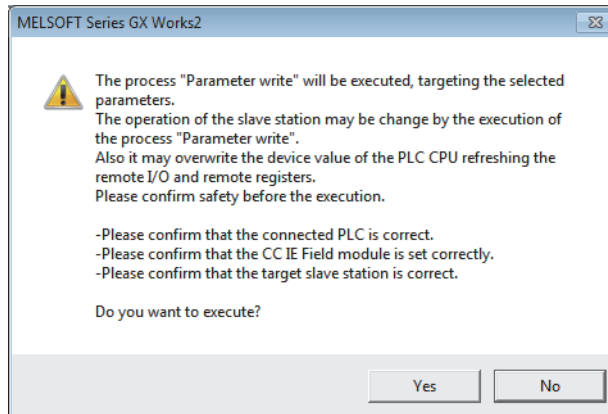 MELSOFT Series GX Works2
The process "Parameter write" will be executed, targeting the selected
parameters.
The operation of the slave station may be change by the execution of
the process "Parameter write".
Also it may overwrite the device value of the PLC CPU refreshing the
remote I/O and remote registers.
Please confirm safety before the execution.
-Please confirm that the connected PLC is correct.
-Please confirm that the CC IE Field module is set correctly.
-Please confirm that the target slave station is correct.
Do you want to execute?
Yes
No